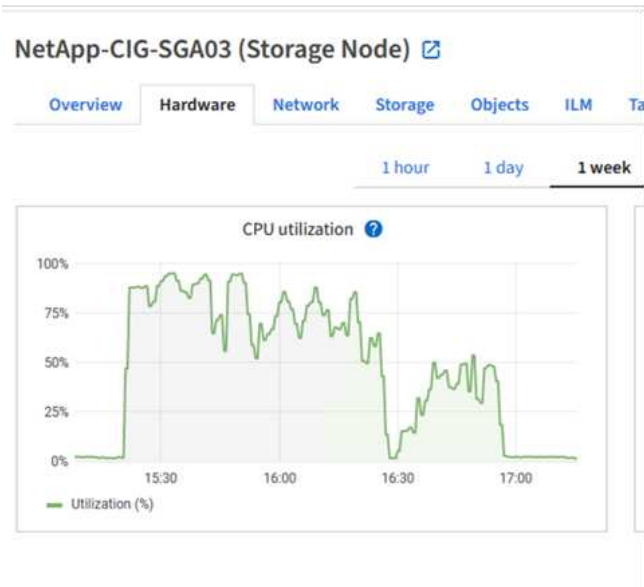 NetApp-CIG-SGA03 (Storage Node)
Overview Hardware Network Storage Objects ILM Ta
1 hour 1 day 1 week
CPU utilization ?
100%
75%
50%
25%
0%
15:30 16:00 16:30 17:00
Utilization (%)